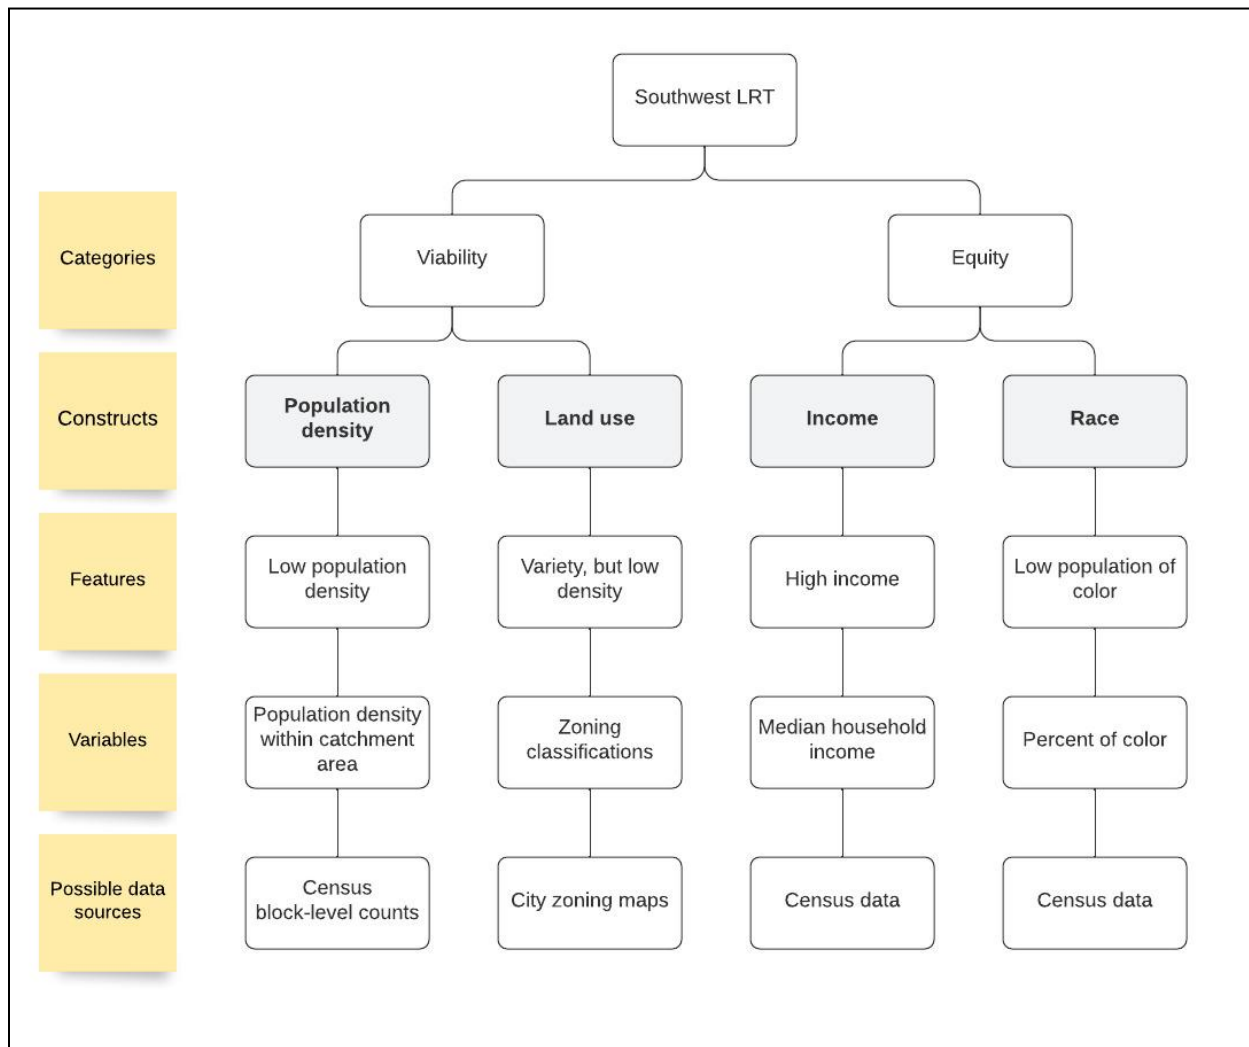 Southwest LRT
Categories
Viability
Equity
Constructs
Population
density
Land use
Income
Race
Features
Low population
density
Variety, but low
density
High income
Low population of
color
Variables
Population density
within catchment
area
Zoning
classifications
Median household
income
Percent of color
Possible data
sources
Census
block-level counts
City zoning maps
Census data
Census data